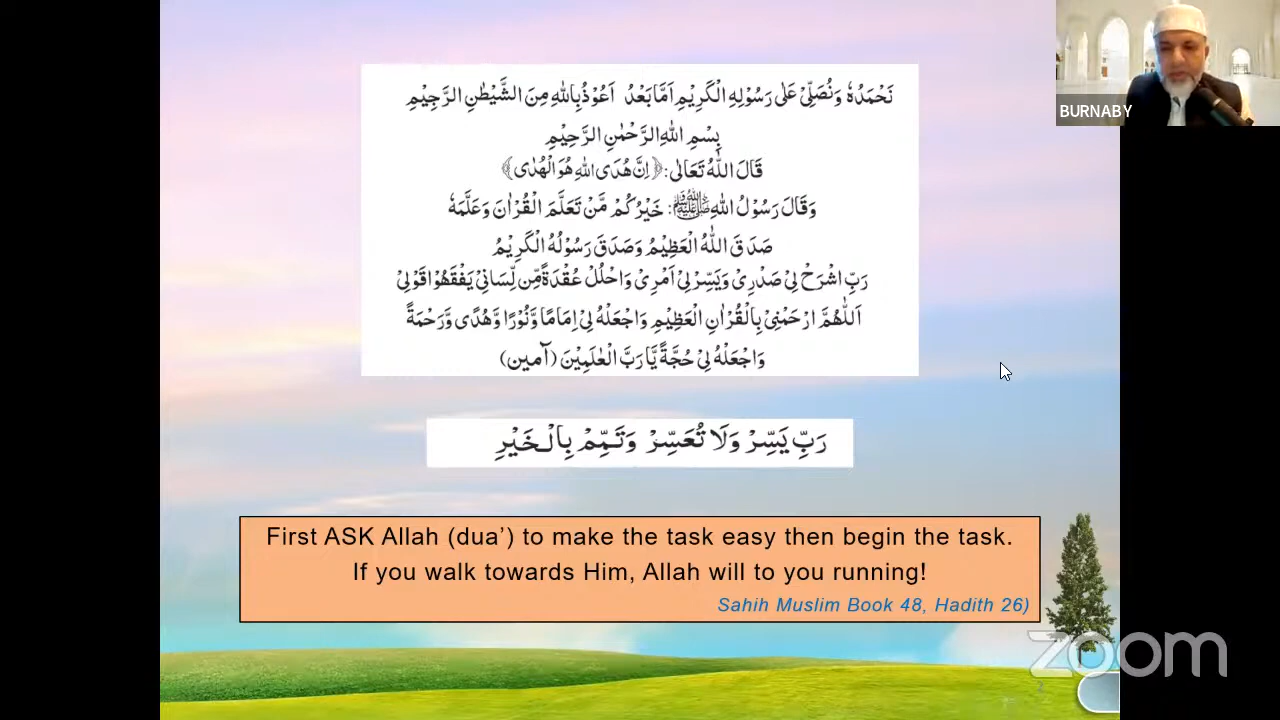 نَحْمَدُهٗ وَنُصَلِّيْ عَلٰى رَسُوْلِهِ الْكَرِيْمِ اَمَّا بَعْدُ اَعُوْذُ بِاللهِ مِنَ الشَّيْطٰنِ الرَّجِيْمِ
بِسْمِ اللهِ الرَّحْمٰنِ الرَّحِيْمِ
قَالَ اللهُ تَعَالٰى: ﴿اِنَّ هُدَى اللهِ هُوَ الْهُدٰى﴾
وَقَالَ رَسُوْلُ اللهِ ﷺ: خَيْرُكُمْ مَّنْ تَعَلَّمَ الْقُرْاٰنَ وَعَلَّمَهٗ
صَدَقَ اللهُ الْعَظِيْمُ وَصَدَقَ رَسُوْلُهُ الْكَرِيْمُ
رَبِّ اشْرَحْ لِيْ صَدْرِيْ وَيَسِّرْ لِيْ اَمْرِيْ وَاحْلُلْ عُقْدَةً مِّن لِّسَانِيْ يَفْقَهُوْا قَوْلِيْ
اَللّٰهُمَّ ارْحَمْنِيْ بِالْقُرْاٰنِ الْعَظِيْمِ وَاجْعَلْهُ لِيْ اِمَامًا وَّنُوْرًا وَّهُدًى وَّرَحْمَةً
وَاجْعَلْهُ لِيْ حُجَّةً يَّا رَبَّ الْعٰلَمِيْنَ (آمين)
رَبِّ يَسِّرْ وَلَا تُعَسِّرْ وَتَمِّمْ بِالْخَيْرِ
First ASK Allah (dua’) to make the task easy then begin the task.
If you walk towards Him, Allah will to you running!
Sahih Muslim Book 48, Hadith 26)
BURNABY
zoom